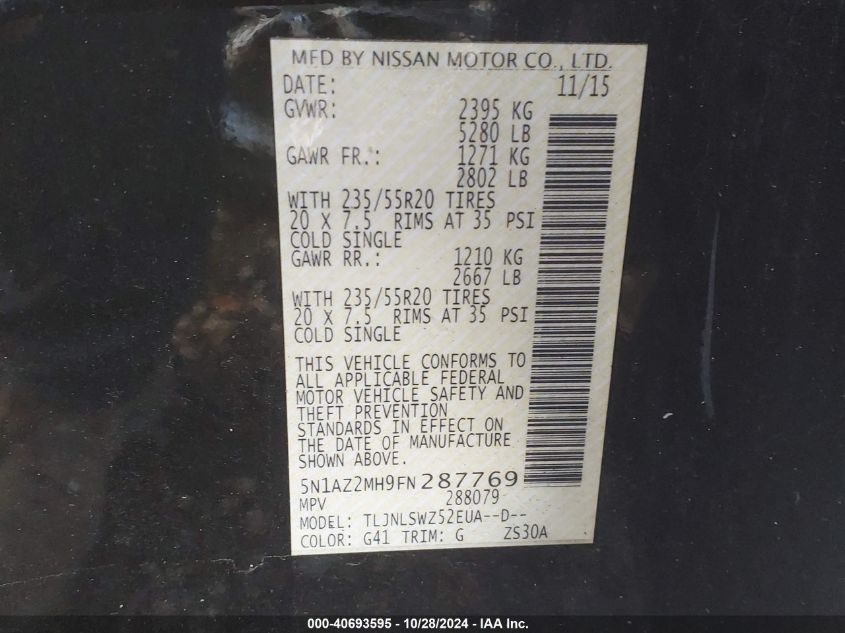 MFD BY NISSAN MOTOR CO., LTD.
DATE: 11/15
GVWR: 2395 KG
5280 LB
GAWR FR.: 1271 KG
2802 LB
WITH 235/55R20 TIRES
20 X 7.5 RIMS AT 35 PSI
COLD SINGLE
GAWR RR.: 1210 KG
2667 LB
WITH 235/55R20 TIRES
20 X 7.5 RIMS AT 35 PSI
COLD SINGLE
THIS VEHICLE CONFORMS TO
ALL APPLICABLE FEDERAL
MOTOR VEHICLE SAFETY AND
THEFT PREVENTION
STANDARDS IN EFFECT ON
THE DATE OF MANUFACTURE
SHOWN ABOVE.
5N1AZ2MH9FN287769
MPV 288079
MODEL: TLJNLSWZ52EUA--D--
COLOR: G41 TRIM: G ZS30A
000-40693595 - 10/28/2024 - IAA Inc.